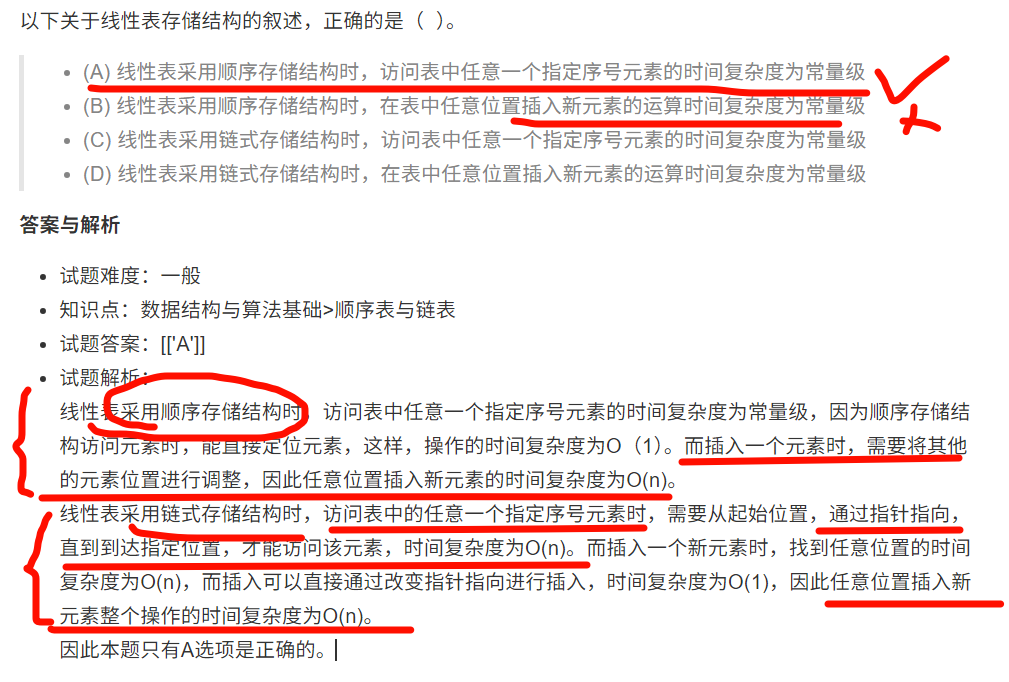 以下关于线性表存储结构的叙述，正确的是（ ）。
(A) 线性表采用顺序存储结构时，访问表中任意一个指定序号元素的时间复杂度为常量级
(B) 线性表采用顺序存储结构时，在表中任意位置插入新元素的运算时间复杂度为常量级
(C) 线性表采用链式存储结构时，访问表中任意一个指定序号元素的时间复杂度为常量级
(D) 线性表采用链式存储结构时，在表中任意位置插入新元素的运算时间复杂度为常量级
答案与解析
试题难度：一般
知识点：数据结构与算法基础>顺序表与链表
试题答案：[['A']]
试题解析：
线性表采用顺序存储结构时，访问表中任意一个指定序号元素的时间复杂度为常量级，因为顺序存储结
构访问元素时，能直接定位元素，这样，操作的时间复杂度为O（1）。而插入一个元素时，需要将其他
的元素位置进行调整，因此任意位置插入新元素的时间复杂度为O(n)。
线性表采用链式存储结构时，访问表中的任意一个指定序号元素时，需要从起始位置，通过指针指向，
直到到达指定位置，才能访问该元素，时间复杂度为O(n)。而插入一个新元素时，找到任意位置的时间
复杂度为O(n)，而插入可以直接通过改变指针指向进行插入，时间复杂度为O(1)，因此任意位置插入新
元素整个操作的时间复杂度为O(n)。
因此本题只有A选项是正确的。